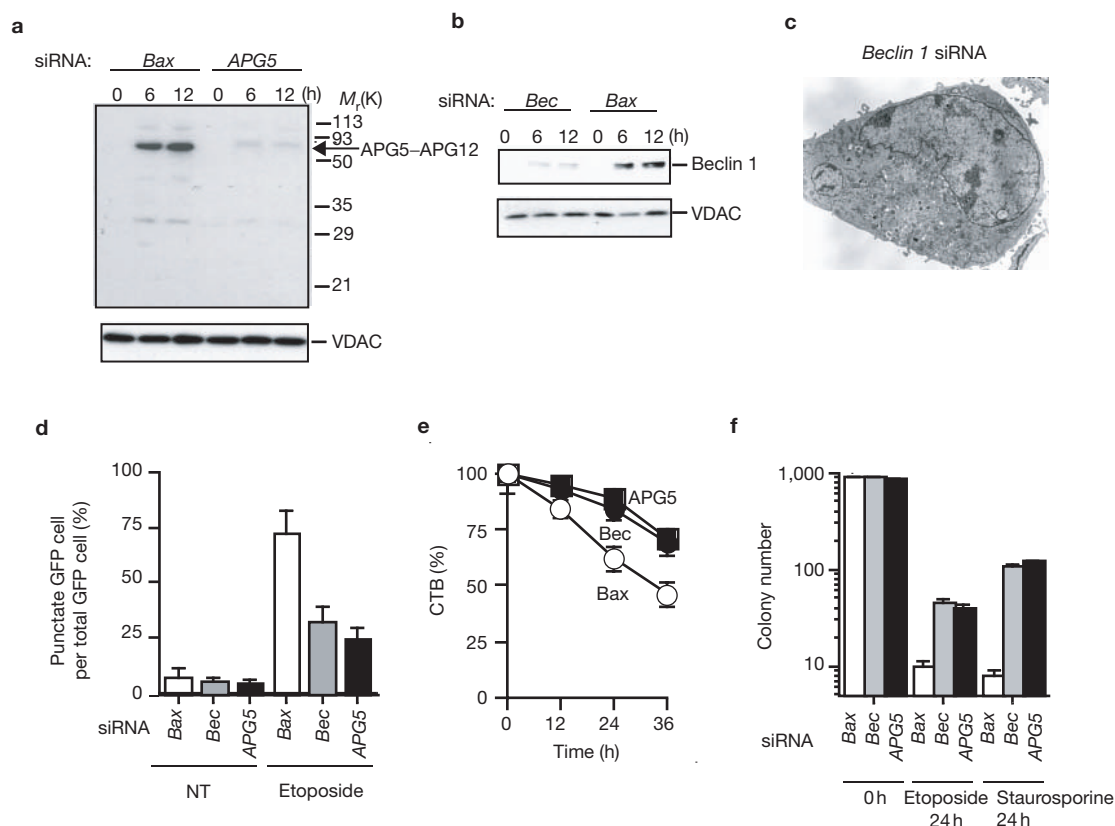 a
siRNA: Bax APG5
0 6 12 0 6 12 (h) Mr(K)
113
93
APG5–APG12
50
35
29
21
VDAC
b
siRNA: Bec Bax
0 6 12 0 6 12 (h)
Beclin 1
VDAC
c
Beclin 1 siRNA
d
Punctate GFP cell
per total GFP cell (%)
100
75
50
25
0
siRNA Bax Bec APG5 Bax Bec APG5
NT Etoposide
e
CTB (%)
100
75
50
25
0
APG5
Bec
Bax
0 12 24 36
Time (h)
f
Colony number
1,000
100
10
siRNA Bax Bec APG5 Bax Bec APG5 Bax Bec APG5
0 h Etoposide Staurosporine
24 h 24 h